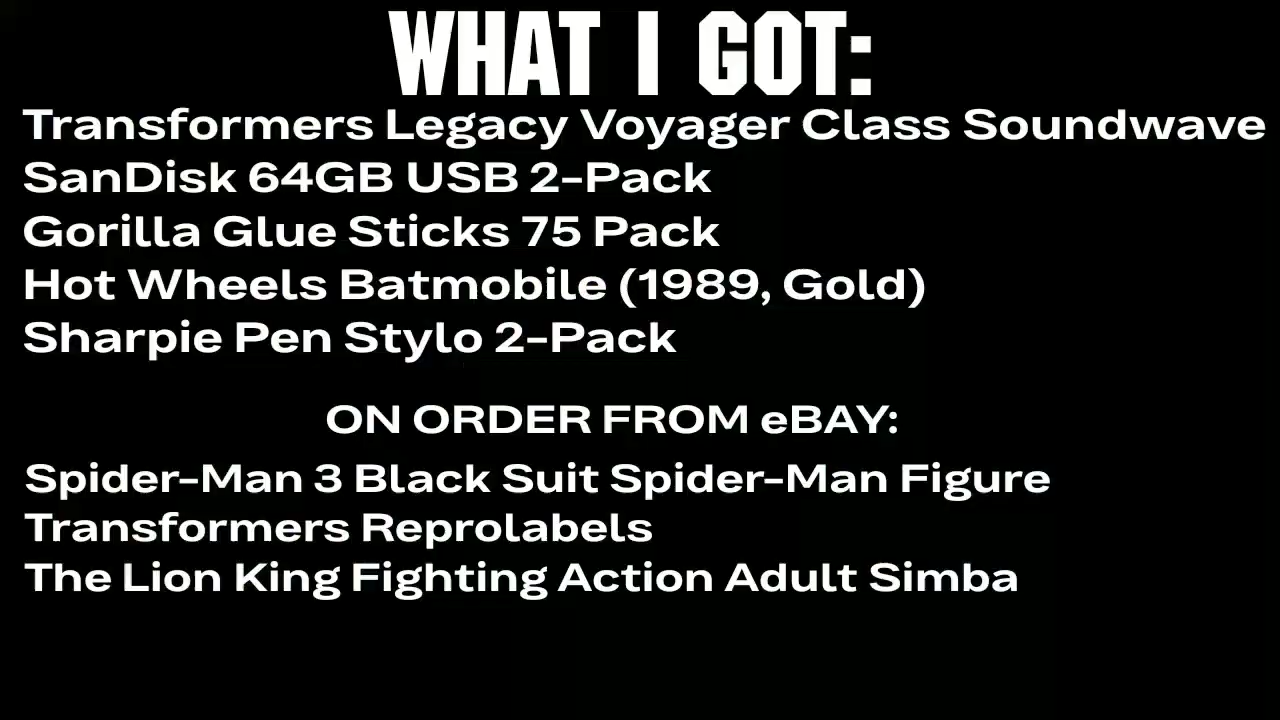 WHAT I GOT:
Transformers Legacy Voyager Class Soundwave
SanDisk 64GB USB 2-Pack
Gorilla Glue Sticks 75 Pack
Hot Wheels Batmobile (1989, Gold)
Sharpie Pen Stylo 2-Pack
ON ORDER FROM eBAY:
Spider-Man 3 Black Suit Spider-Man Figure
Transformers Reprolabels
The Lion King Fighting Action Adult Simba